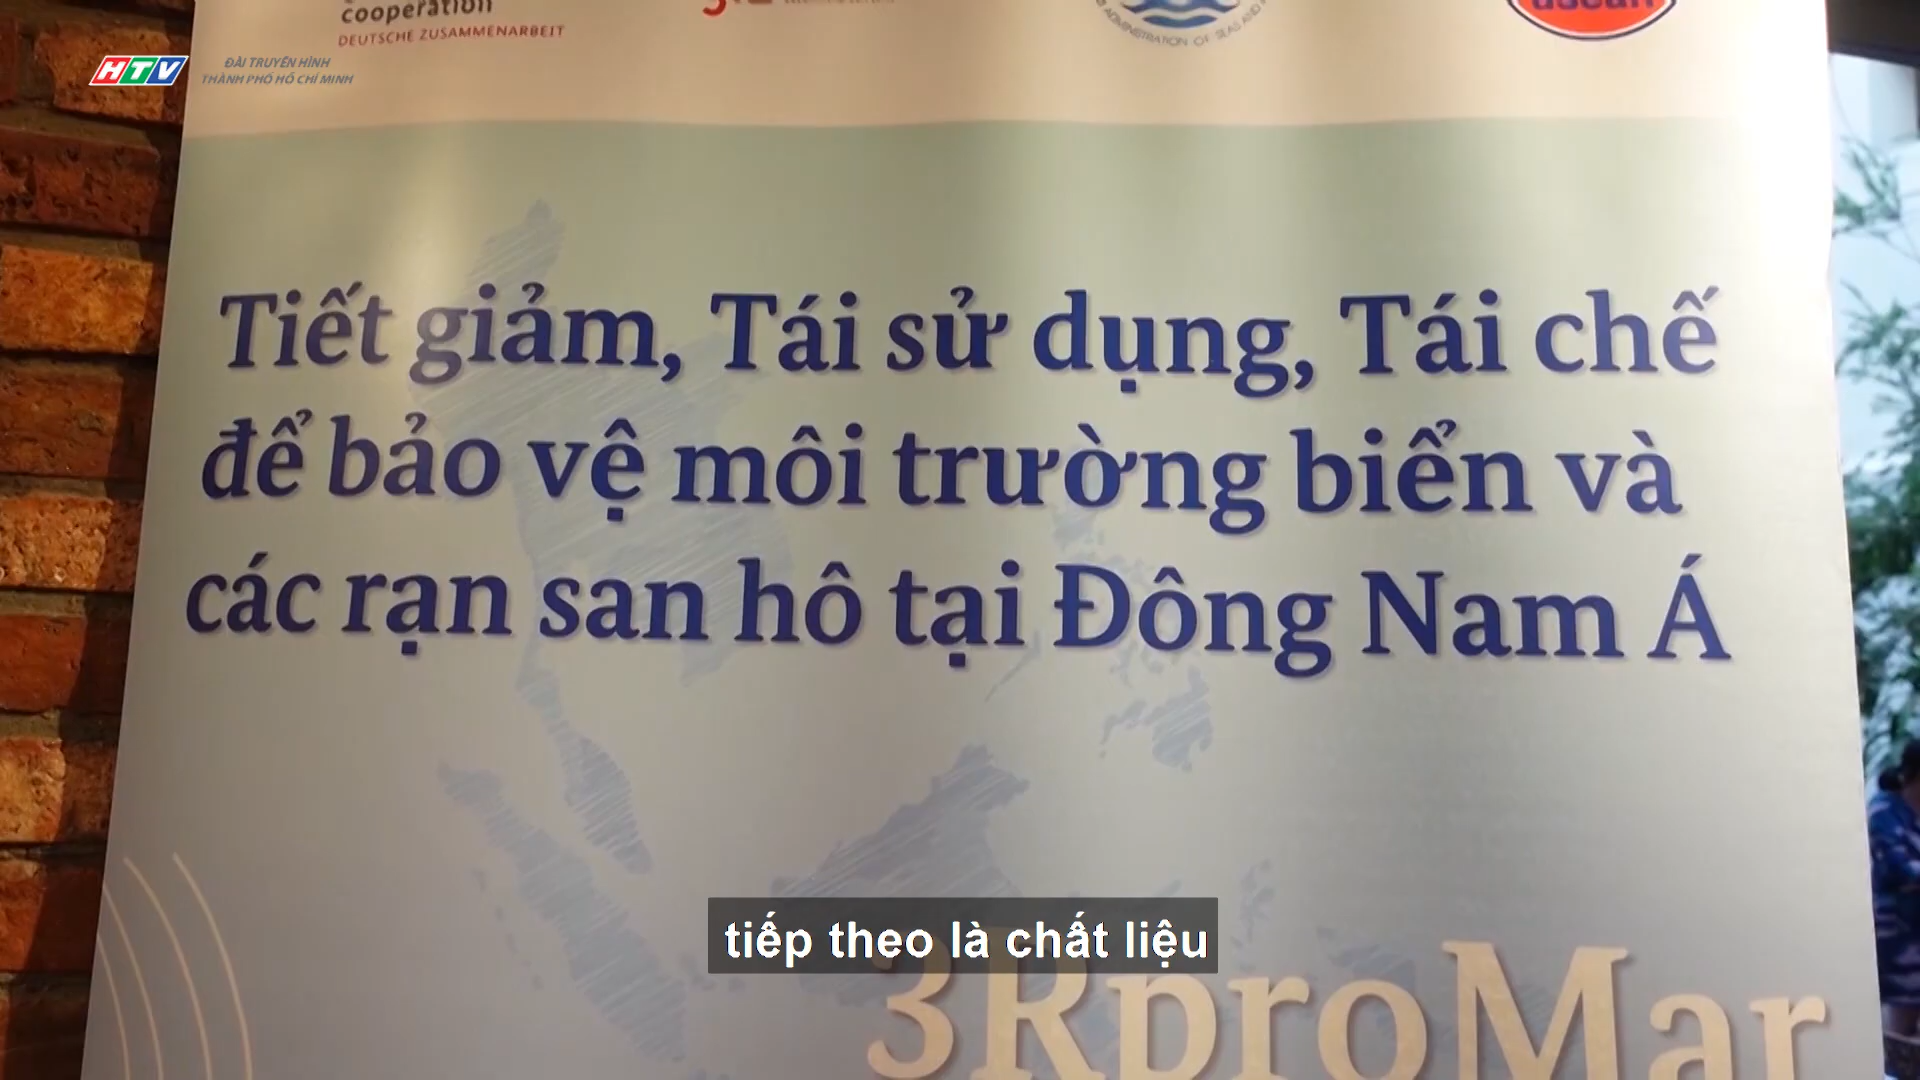 cooperation
DEUTSCHE ZUSAMMENARBEIT
HTV
ĐÀI TRUYỀN HÌNH
THÀNH PHỐ HỒ CHÍ MINH
asean
Tiết giảm, Tái sử dụng, Tái chế
để bảo vệ môi trường biển và
các rạn san hô tại Đông Nam Á
tiếp theo là chất liệu
3RproMar